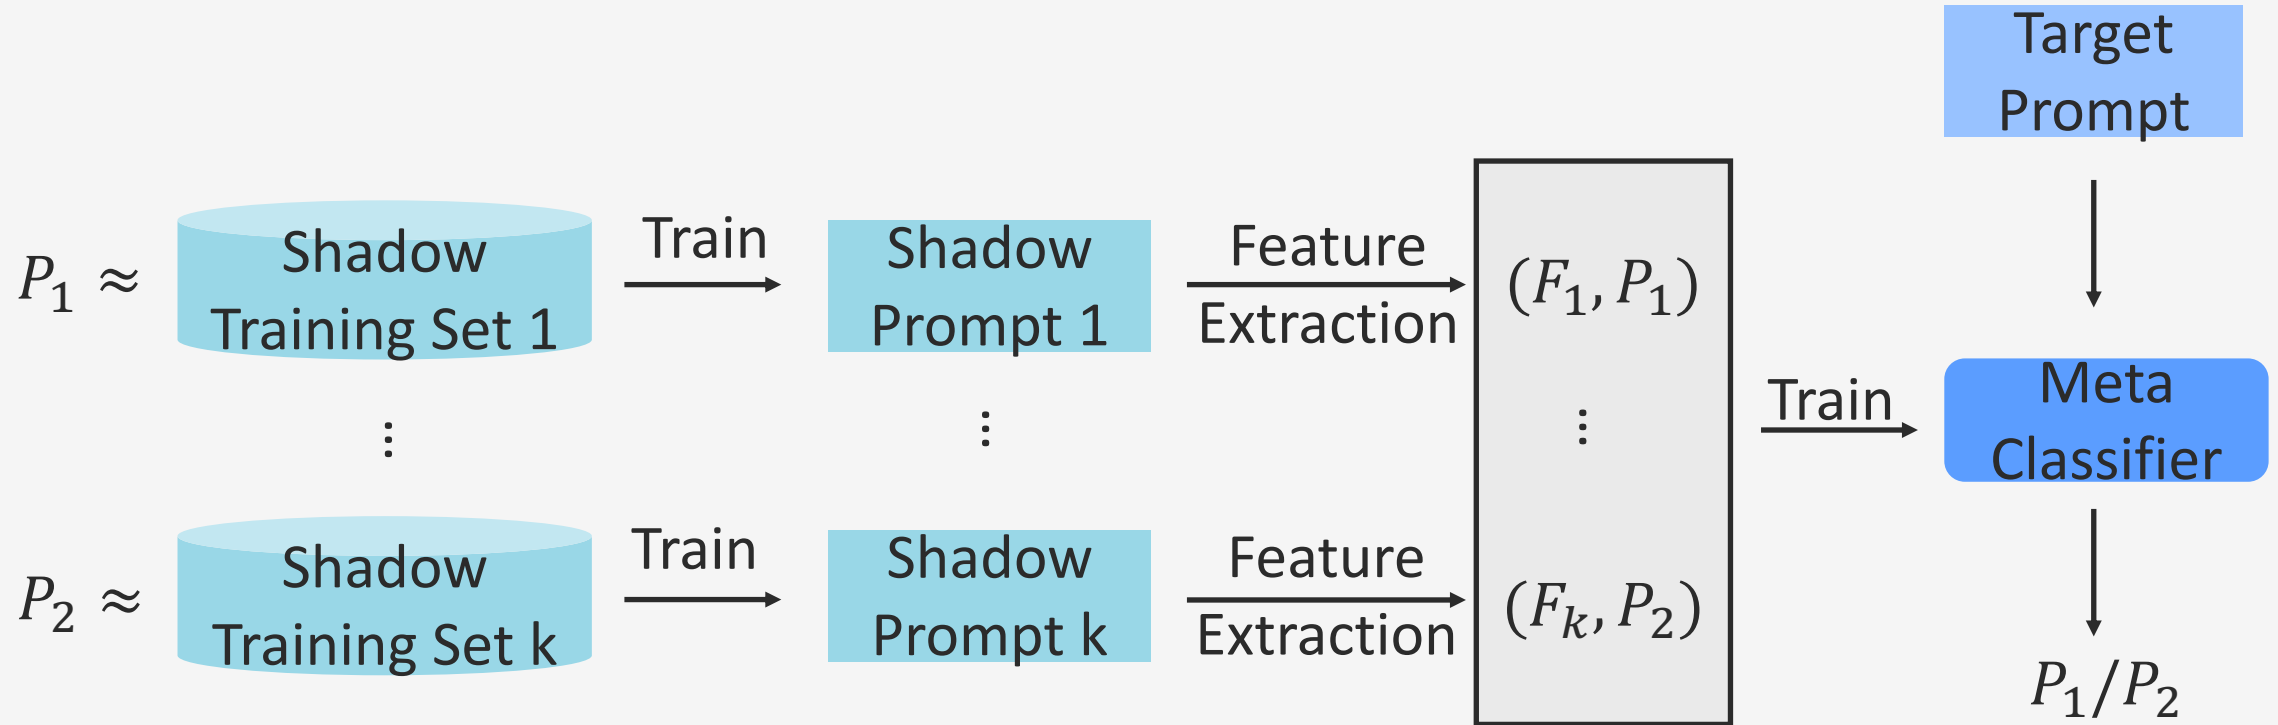 Target
Prompt
P₁ ≈
Shadow
Training Set 1
Train
Shadow
Prompt 1
Feature
Extraction
(F₁, P₁)
⋮
⋮
⋮
Train
Meta
Classifier
P₂ ≈
Shadow
Training Set k
Train
Shadow
Prompt k
Feature
Extraction
(Fₖ, P₂)
P₁/P₂